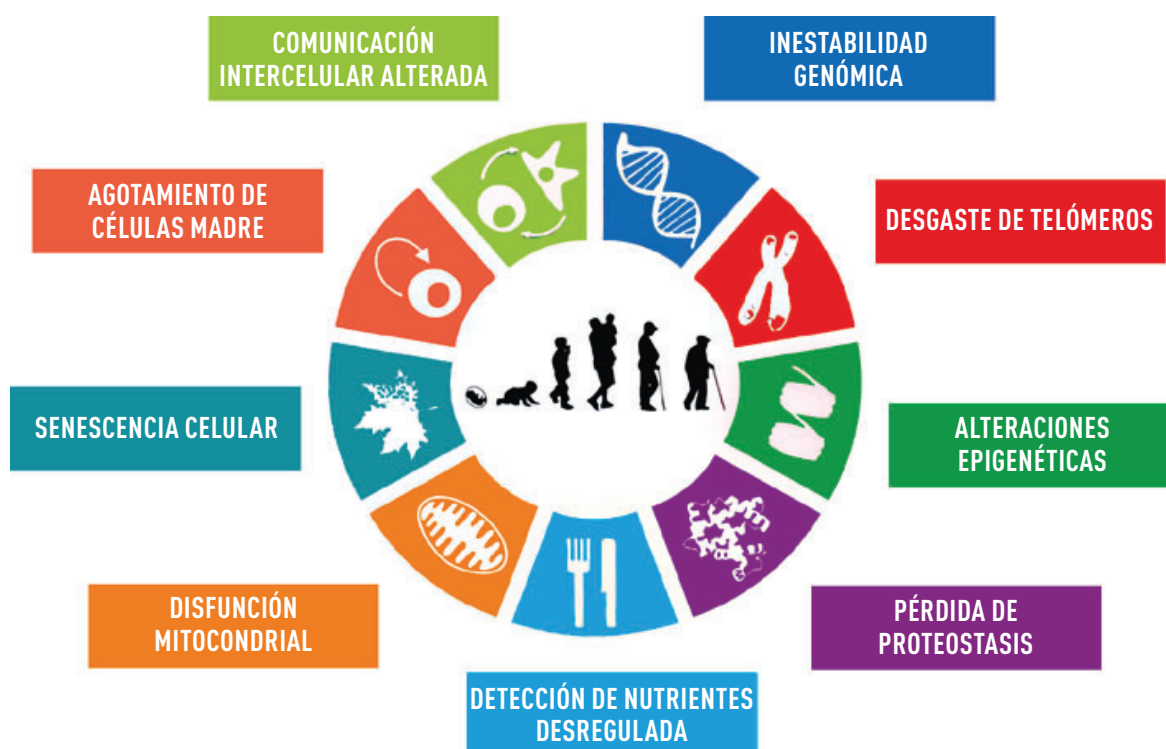 COMUNICACIÓN
INTERCELULAR ALTERADA
INESTABILIDAD
GENÓMICA
AGOTAMIENTO DE
CÉLULAS MADRE
DESGASTE DE TELÓMEROS
SENESCENCIA CELULAR
ALTERACIONES
EPIGENÉTICAS
DISFUNCIÓN
MITOCONDRIAL
PÉRDIDA DE
PROTEOSTASIS
DETECCIÓN DE NUTRIENTES
DESREGULADA